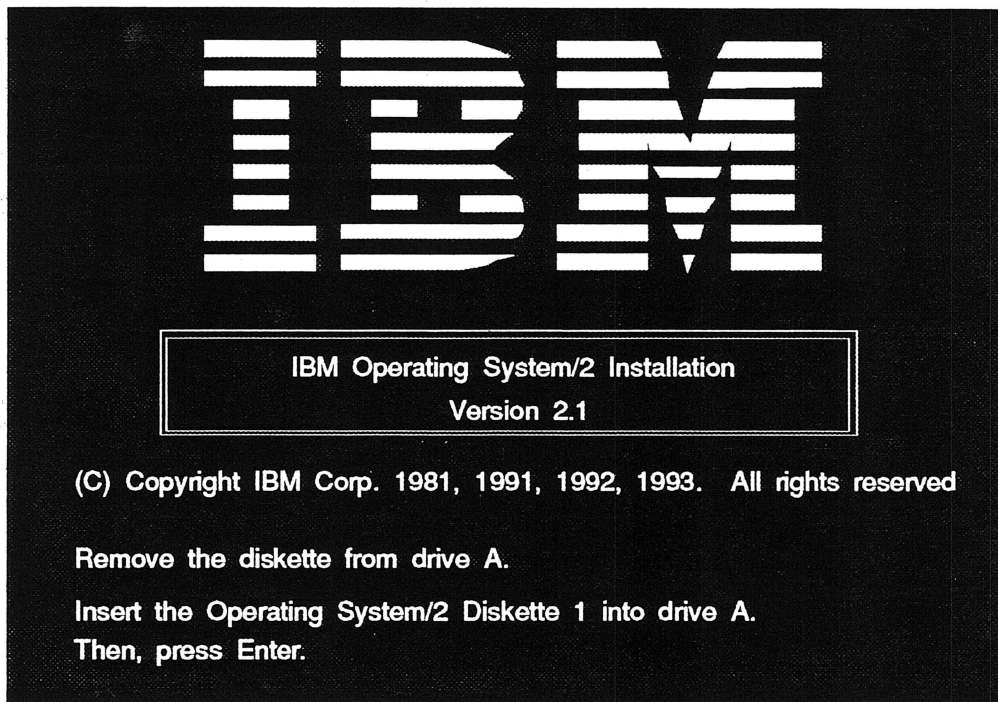 IBM
IBM Operating System/2 Installation
Version 2.1
(C) Copyright IBM Corp. 1981, 1991, 1992, 1993. All rights reserved
Remove the diskette from drive A.
Insert the Operating System/2 Diskette 1 into drive A.
Then, press Enter.